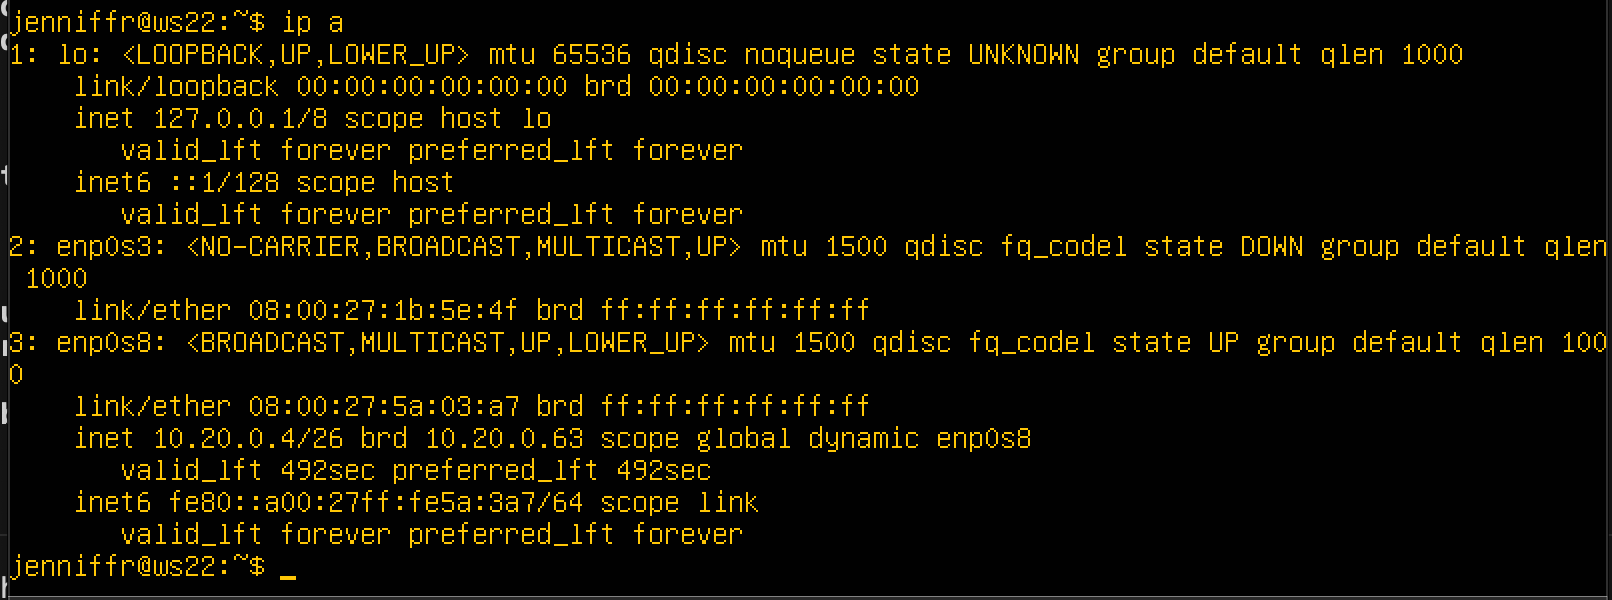 jenniffr@ws22:~$ ip a
1: lo: <LOOPBACK,UP,LOWER_UP> mtu 65536 qdisc noqueue state UNKNOWN group default qlen 1000
    link/loopback 00:00:00:00:00:00 brd 00:00:00:00:00:00
    inet 127.0.0.1/8 scope host lo
       valid_lft forever preferred_lft forever
    inet6 ::1/128 scope host
       valid_lft forever preferred_lft forever
2: enp0s3: <NO-CARRIER,BROADCAST,MULTICAST,UP> mtu 1500 qdisc fq_codel state DOWN group default qlen
 1000
    link/ether 08:00:27:1b:5e:4f brd ff:ff:ff:ff:ff:ff
3: enp0s8: <BROADCAST,MULTICAST,UP,LOWER_UP> mtu 1500 qdisc fq_codel state UP group default qlen 100
0
    link/ether 08:00:27:5a:03:a7 brd ff:ff:ff:ff:ff:ff
    inet 10.20.0.4/26 brd 10.20.0.63 scope global dynamic enp0s8
       valid_lft 492sec preferred_lft 492sec
    inet6 fe80::a00:27ff:fe5a:3a7/64 scope link
       valid_lft forever preferred_lft forever
jenniffr@ws22:~$ _